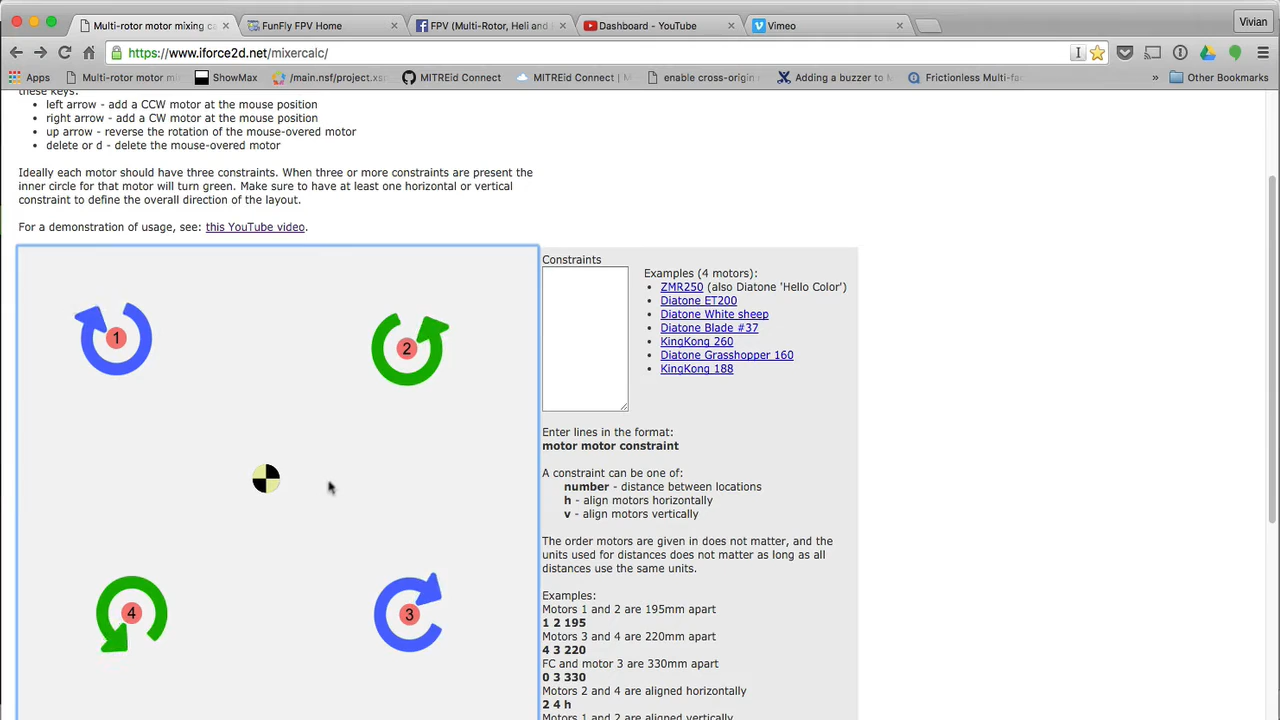 Multi-rotor motor mixing ca
FunFly FPV Home
FPV (Multi-Rotor, Heli and
Dashboard - YouTube
Vimeo
Vivian
https://www.iforce2d.net/mixercalc/
Apps
Multi-rotor motor mi
ShowMax
/main.nsf/project.xs
MITREid Connect
MITREid Connect | M
enable cross-origin
Adding a buzzer to M
Frictionless Multi-fa
»
Other Bookmarks
these keys:
• left arrow - add a CCW motor at the mouse position
• right arrow - add a CW motor at the mouse position
• up arrow - reverse the rotation of the mouse-overed motor
• delete or d - delete the mouse-overed motor
Ideally each motor should have three constraints. When three or more constraints are present the
inner circle for that motor will turn green. Make sure to have at least one horizontal or vertical
constraint to define the overall direction of the layout.
For a demonstration of usage, see: this YouTube video.
1
2
4
3
Constraints
Examples (4 motors):
• ZMR250 (also Diatone 'Hello Color')
• Diatone ET200
• Diatone White sheep
• Diatone Blade #37
• KingKong 260
• Diatone Grasshopper 160
• KingKong 188
Enter lines in the format:
motor motor constraint
A constraint can be one of:
number - distance between locations
h - align motors horizontally
v - align motors vertically
The order motors are given in does not matter, and the
units used for distances does not matter as long as all
distances use the same units.
Examples:
Motors 1 and 2 are 195mm apart
1 2 195
Motors 3 and 4 are 220mm apart
4 3 220
FC and motor 3 are 330mm apart
0 3 330
Motors 2 and 4 are aligned horizontally
2 4 h
Motors 1 and 2 are aligned vertically